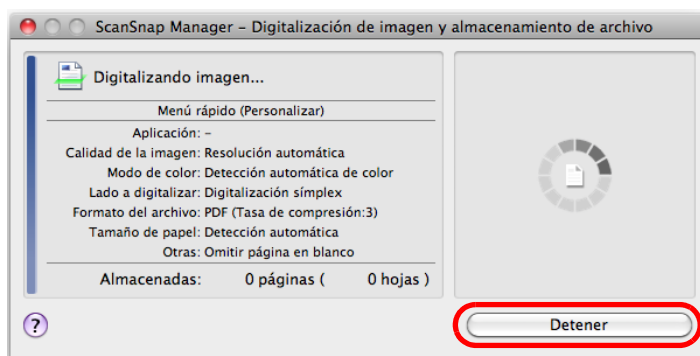 ScanSnap Manager – Digitalización de imagen y almacenamiento de archivo
Digitalizando imagen...
Menú rápido (Personalizar)
Aplicación: –
Calidad de la imagen: Resolución automática
Modo de color: Detección automática de color
Lado a digitalizar: Digitalización símplex
Formato del archivo: PDF (Tasa de compresión:3)
Tamaño de papel: Detección automática
Otras: Omitir página en blanco
Almacenadas: 0 páginas ( 0 hojas )
?
Detener